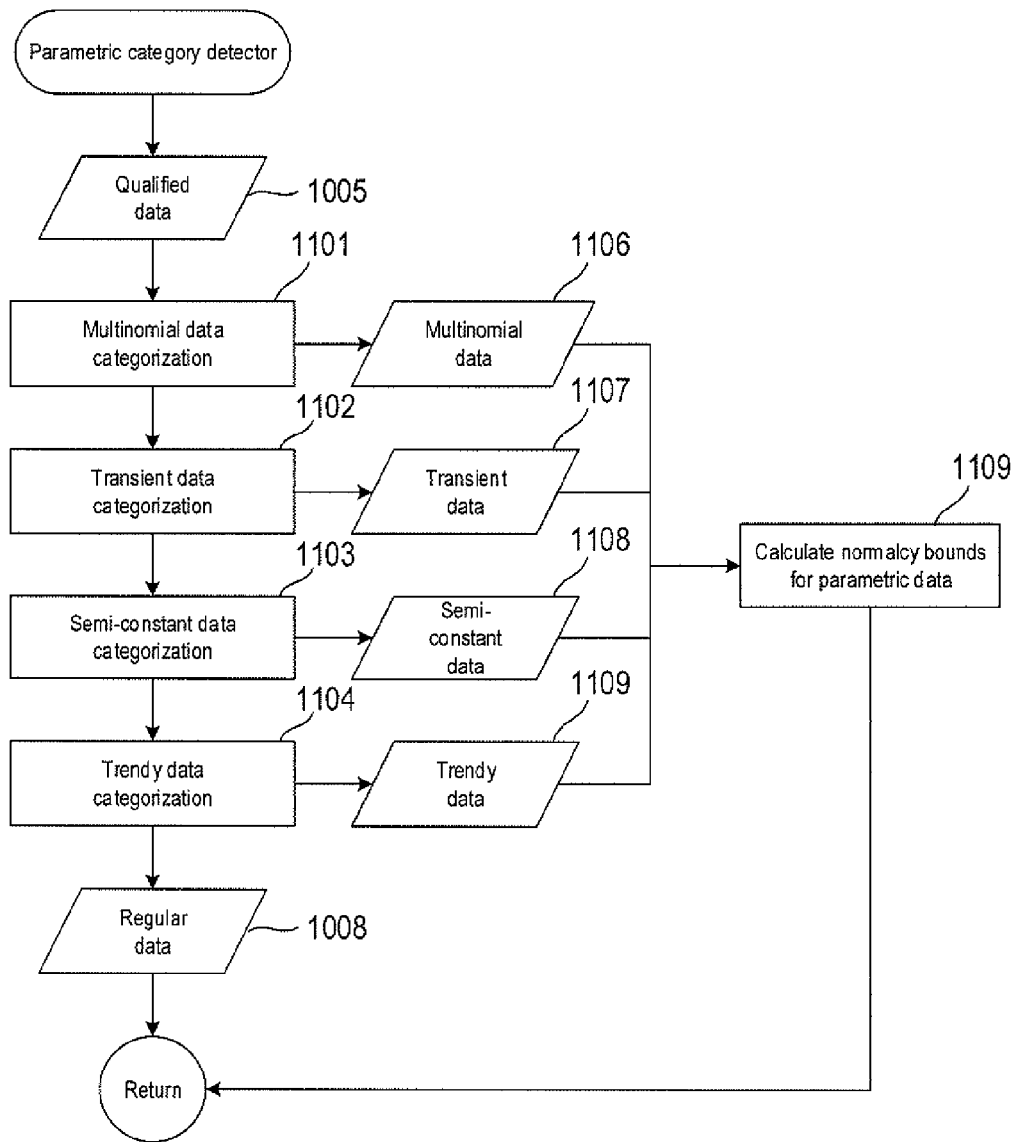 Parametric category detector
Qualified
data
1005
1101
1106
Multinomial data
categorization
Multinomial
data
1102
1107
Transient data
categorization
Transient
data
1109
Calculate normalcy bounds
for parametric data
1103
1108
Semi-constant data
categorization
Semi-
constant
data
1104
1109
Trendy data
categorization
Trendy
data
Regular
data
1008
Return